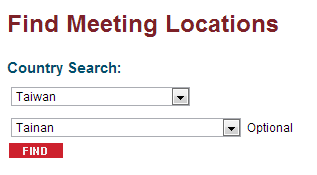 Find Meeting Locations
Country Search:
Taiwan
Tainan Optional
FIND